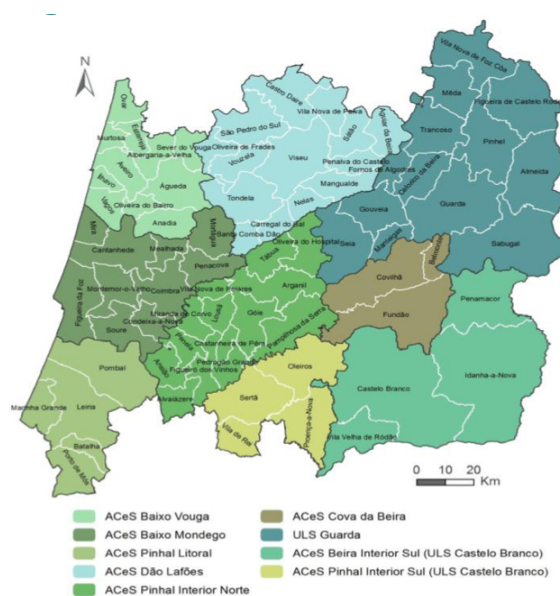 N
Vila Nova de Foz Côa
Mêda
Figueira de Castelo Rodrigo
Trancoso
Pinhel
Almeida
Celorico da Beira
Guarda
Gouveia
Manteigas
Seia
Sabugal
Fornos de Algodres
Castro Daire
Vila Nova de Paiva
São Pedro do Sul
Sátão
Aguiar da Beira
Oliveira de Frades
Vouzela
Viseu
Penalva do Castelo
Mangualde
Tondela
Nelas
Carregal do Sal
Santa Comba Dão
Ovar
Murtosa
Estarreja
Sever do Vouga
Albergaria-a-Velha
Aveiro
Ílhavo
Águeda
Vagos
Oliveira do Bairro
Anadia
Mira
Cantanhede
Mealhada
Mortágua
Penacova
Figueira da Foz
Montemor-o-Velho
Coimbra
Condeixa-a-Nova
Soure
Oliveira do Hospital
Tábua
Arganil
Vila Nova de Poiares
Miranda do Corvo
Lousã
Góis
Penela
Castanheira de Pêra
Pampilhosa da Serra
Pedrógão Grande
Figueiró dos Vinhos
Ansião
Alvaiázere
Pombal
Marinha Grande
Leiria
Batalha
Porto de Mós
Covilhã
Belmonte
Fundão
Penamacor
Idanha-a-Nova
Castelo Branco
Vila Velha de Ródão
Oleiros
Sertã
Vila de Rei
Proença-a-Nova
0 10 20
Km
ACeS Baixo Vouga
ACeS Baixo Mondego
ACeS Pinhal Litoral
ACeS Dão Lafões
ACeS Pinhal Interior Norte
ACeS Cova da Beira
ULS Guarda
ACeS Beira Interior Sul (ULS Castelo Branco)
ACeS Pinhal Interior Sul (ULS Castelo Branco)